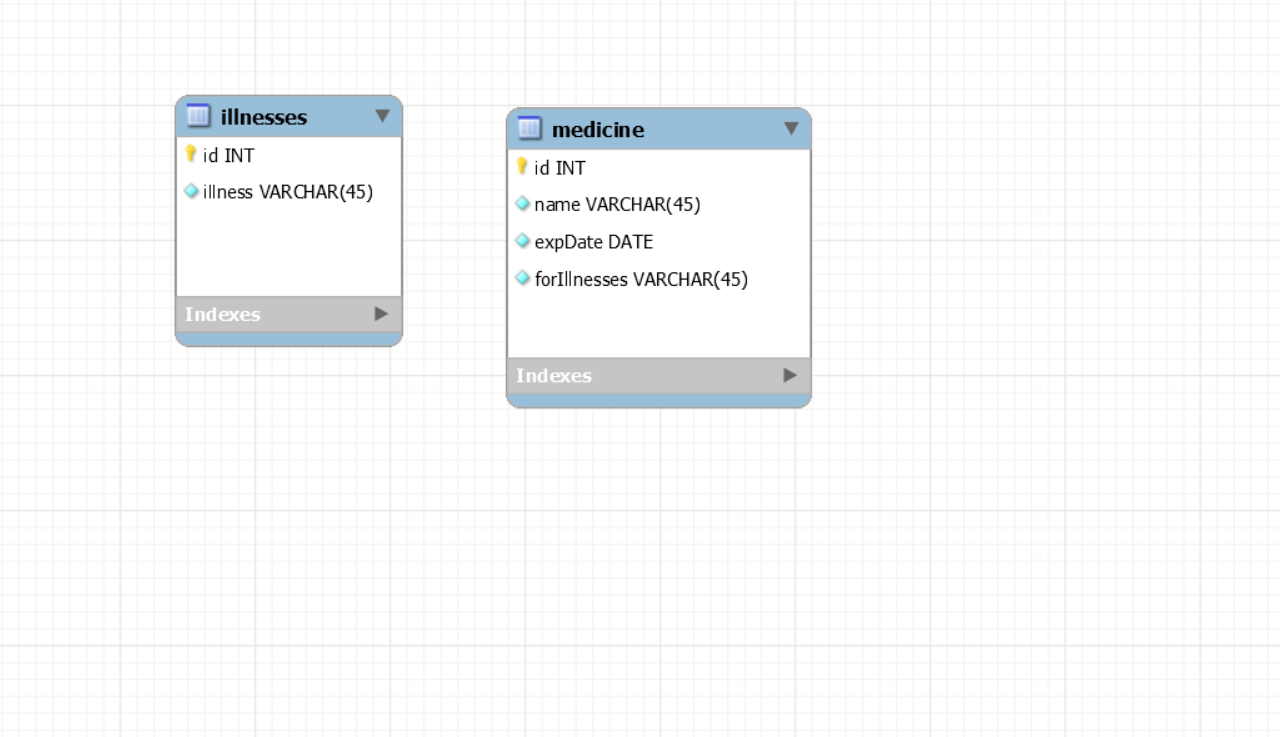 illnesses
id INT
illness VARCHAR(45)
Indexes
medicine
id INT
name VARCHAR(45)
expDate DATE
forIllnesses VARCHAR(45)
Indexes